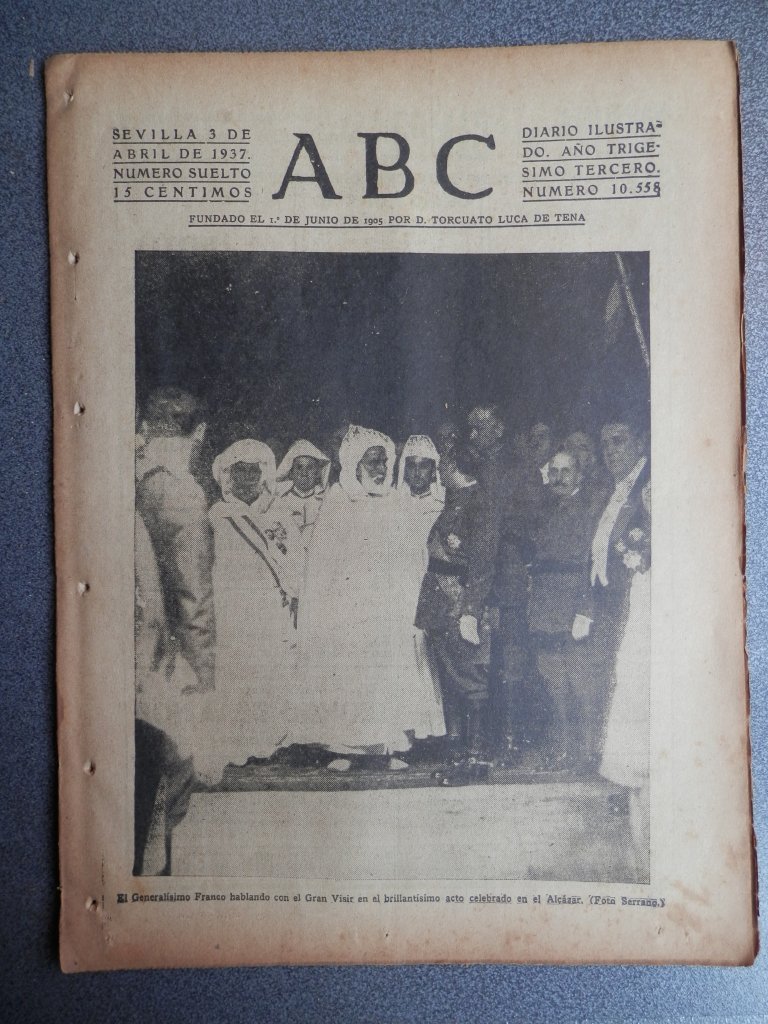 SEVILLA 3 DE
ABRIL DE 1937.
NUMERO SUELTO
15 CENTIMOS
ABC
DIARIO ILUSTRA-
DO. AÑO TRIGE-
SIMO TERCERO.
NUMERO 10.558
FUNDADO EL 1.º DE JUNIO DE 1905 POR D. TORCUATO LUCA DE TENA
El Generalísimo Franco hablando con el Gran Visir en el brillantísimo acto celebrado en el Alcázar. (Foto Serrano.)